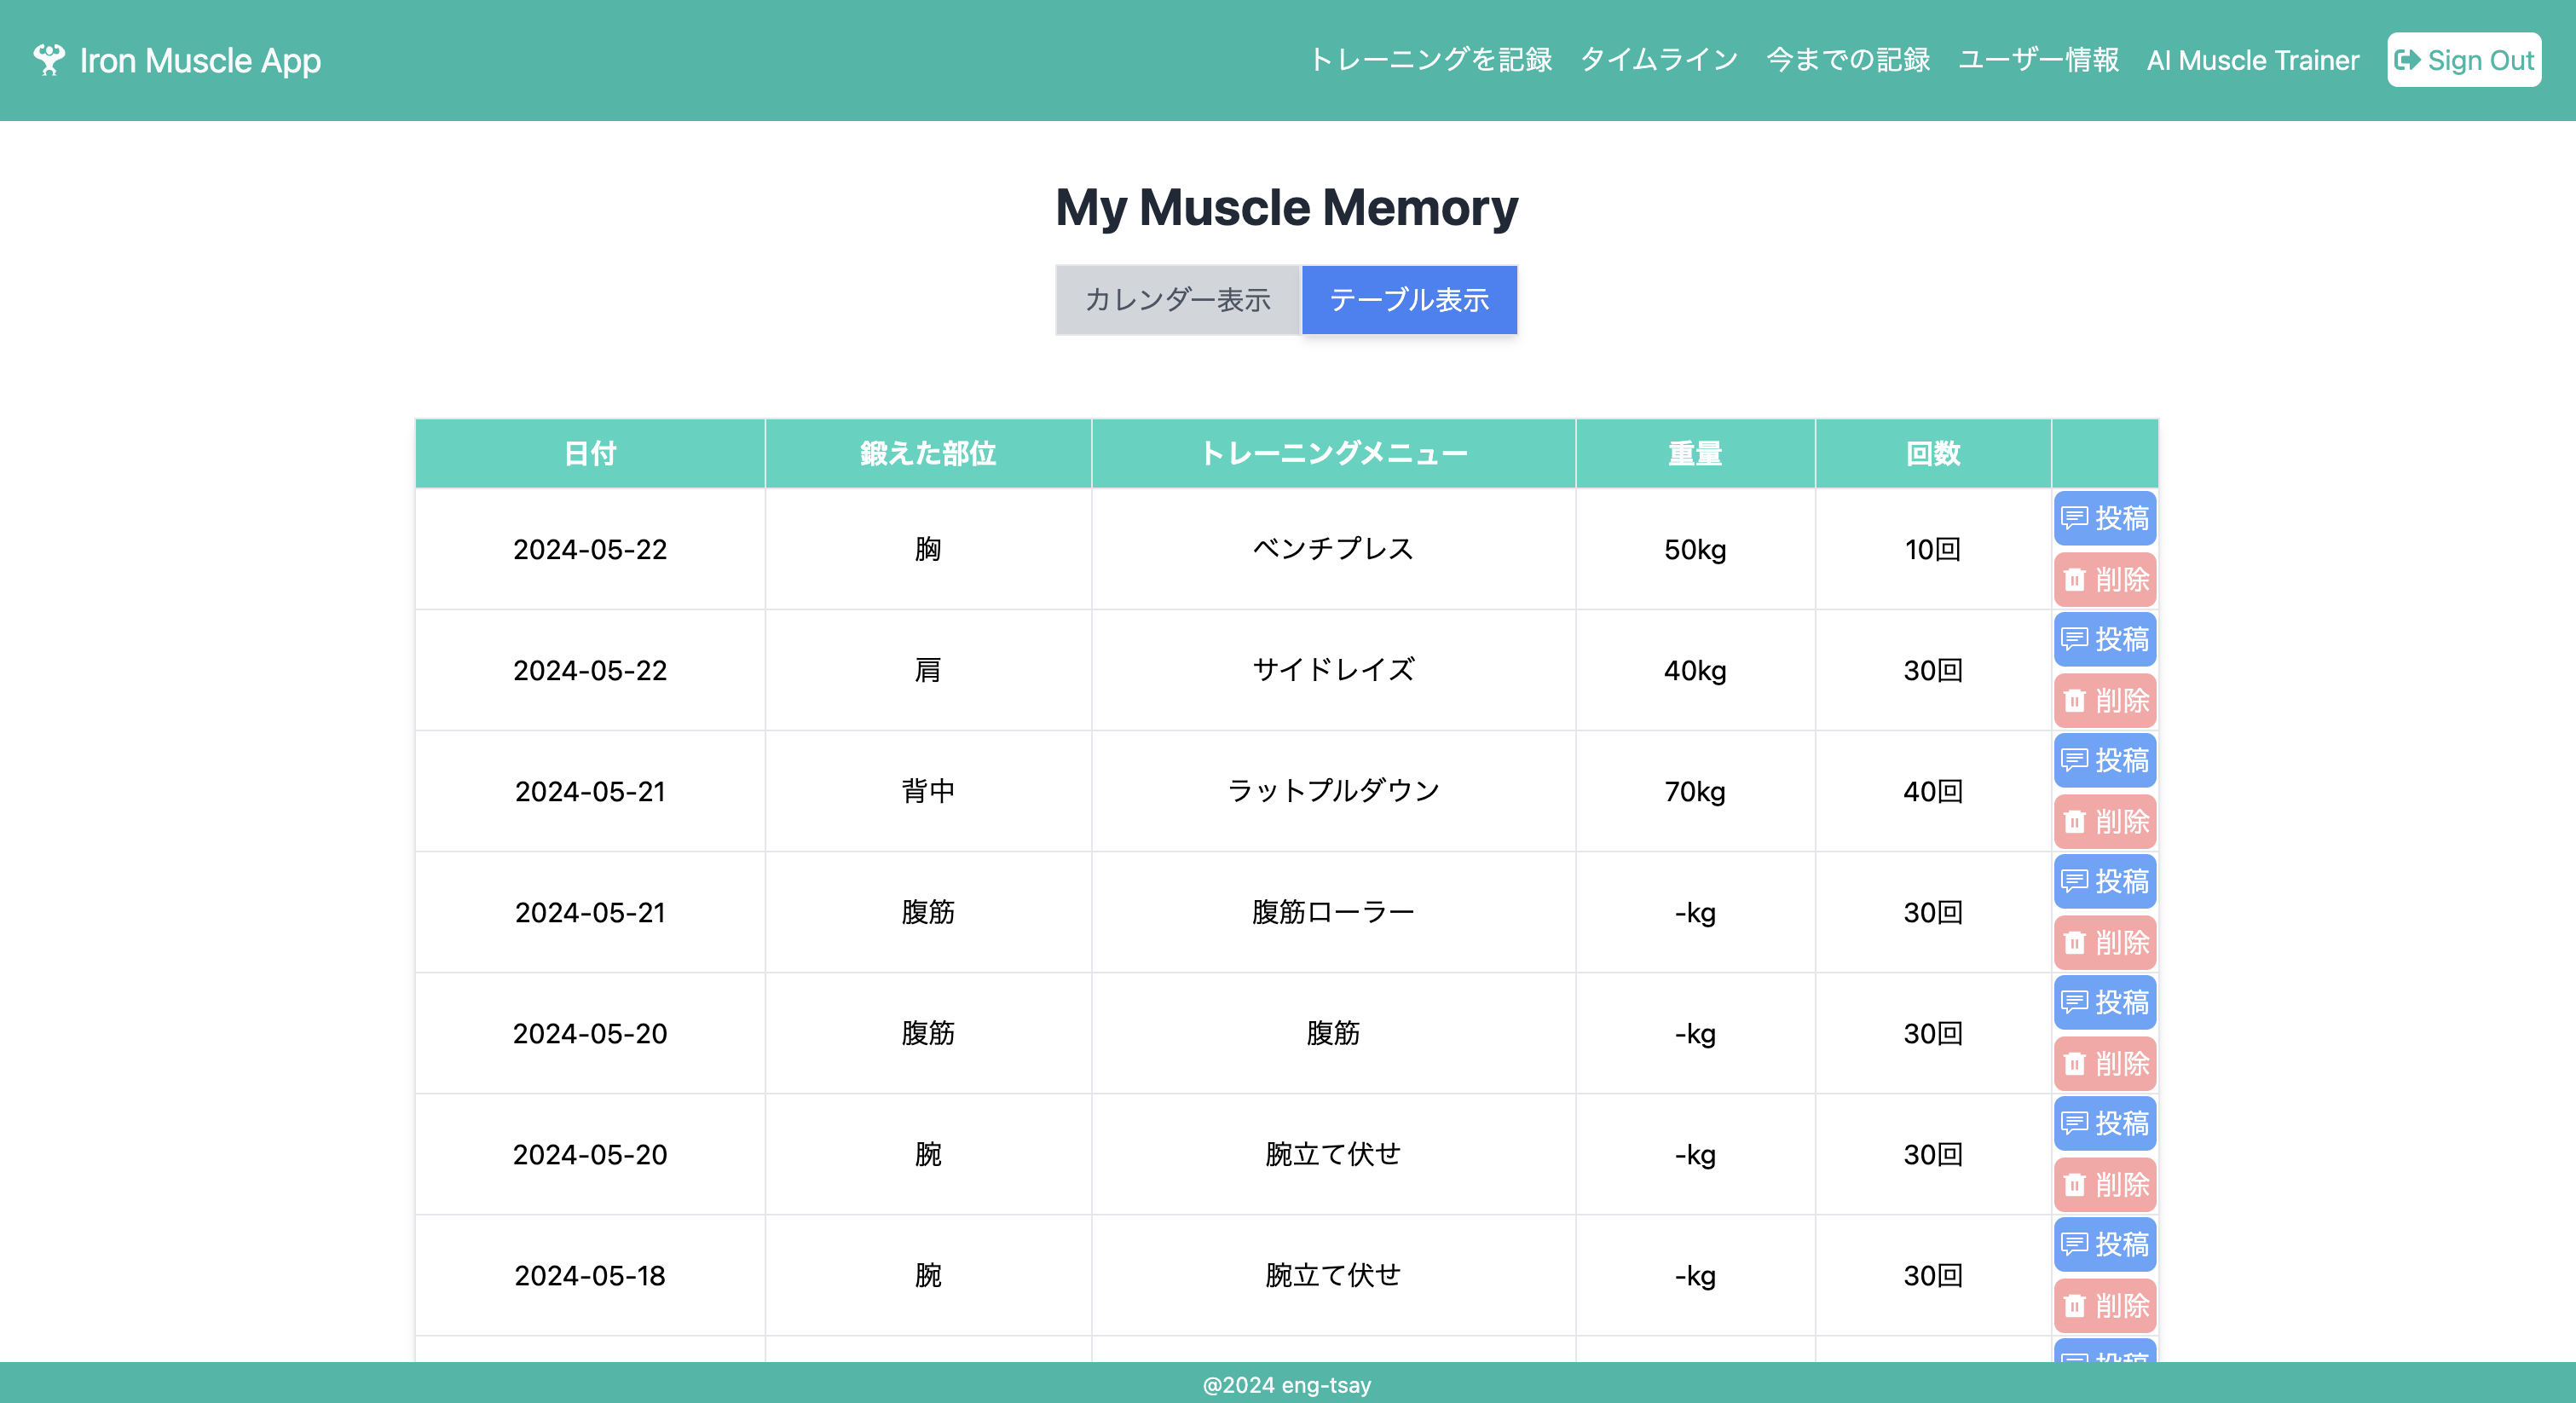 Iron Muscle App トレーニングを記録 タイムライン 今までの記録 ユーザー情報 AI Muscle Trainer Sign Out
My Muscle Memory
カレンダー表示 テーブル表示
日付 鍛えた部位 トレーニングメニュー 重量 回数
2024-05-22 胸 ベンチプレス 50kg 10回 投稿
削除
2024-05-22 肩 サイドレイズ 40kg 30回 投稿
削除
2024-05-21 背中 ラットプルダウン 70kg 40回 投稿
削除
2024-05-21 腹筋 腹筋ローラー -kg 30回 投稿
削除
2024-05-20 腹筋 腹筋 -kg 30回 投稿
削除
2024-05-20 腕 腕立て伏せ -kg 30回 投稿
削除
2024-05-18 腕 腕立て伏せ -kg 30回 投稿
削除
投稿
@2024 eng-tsay